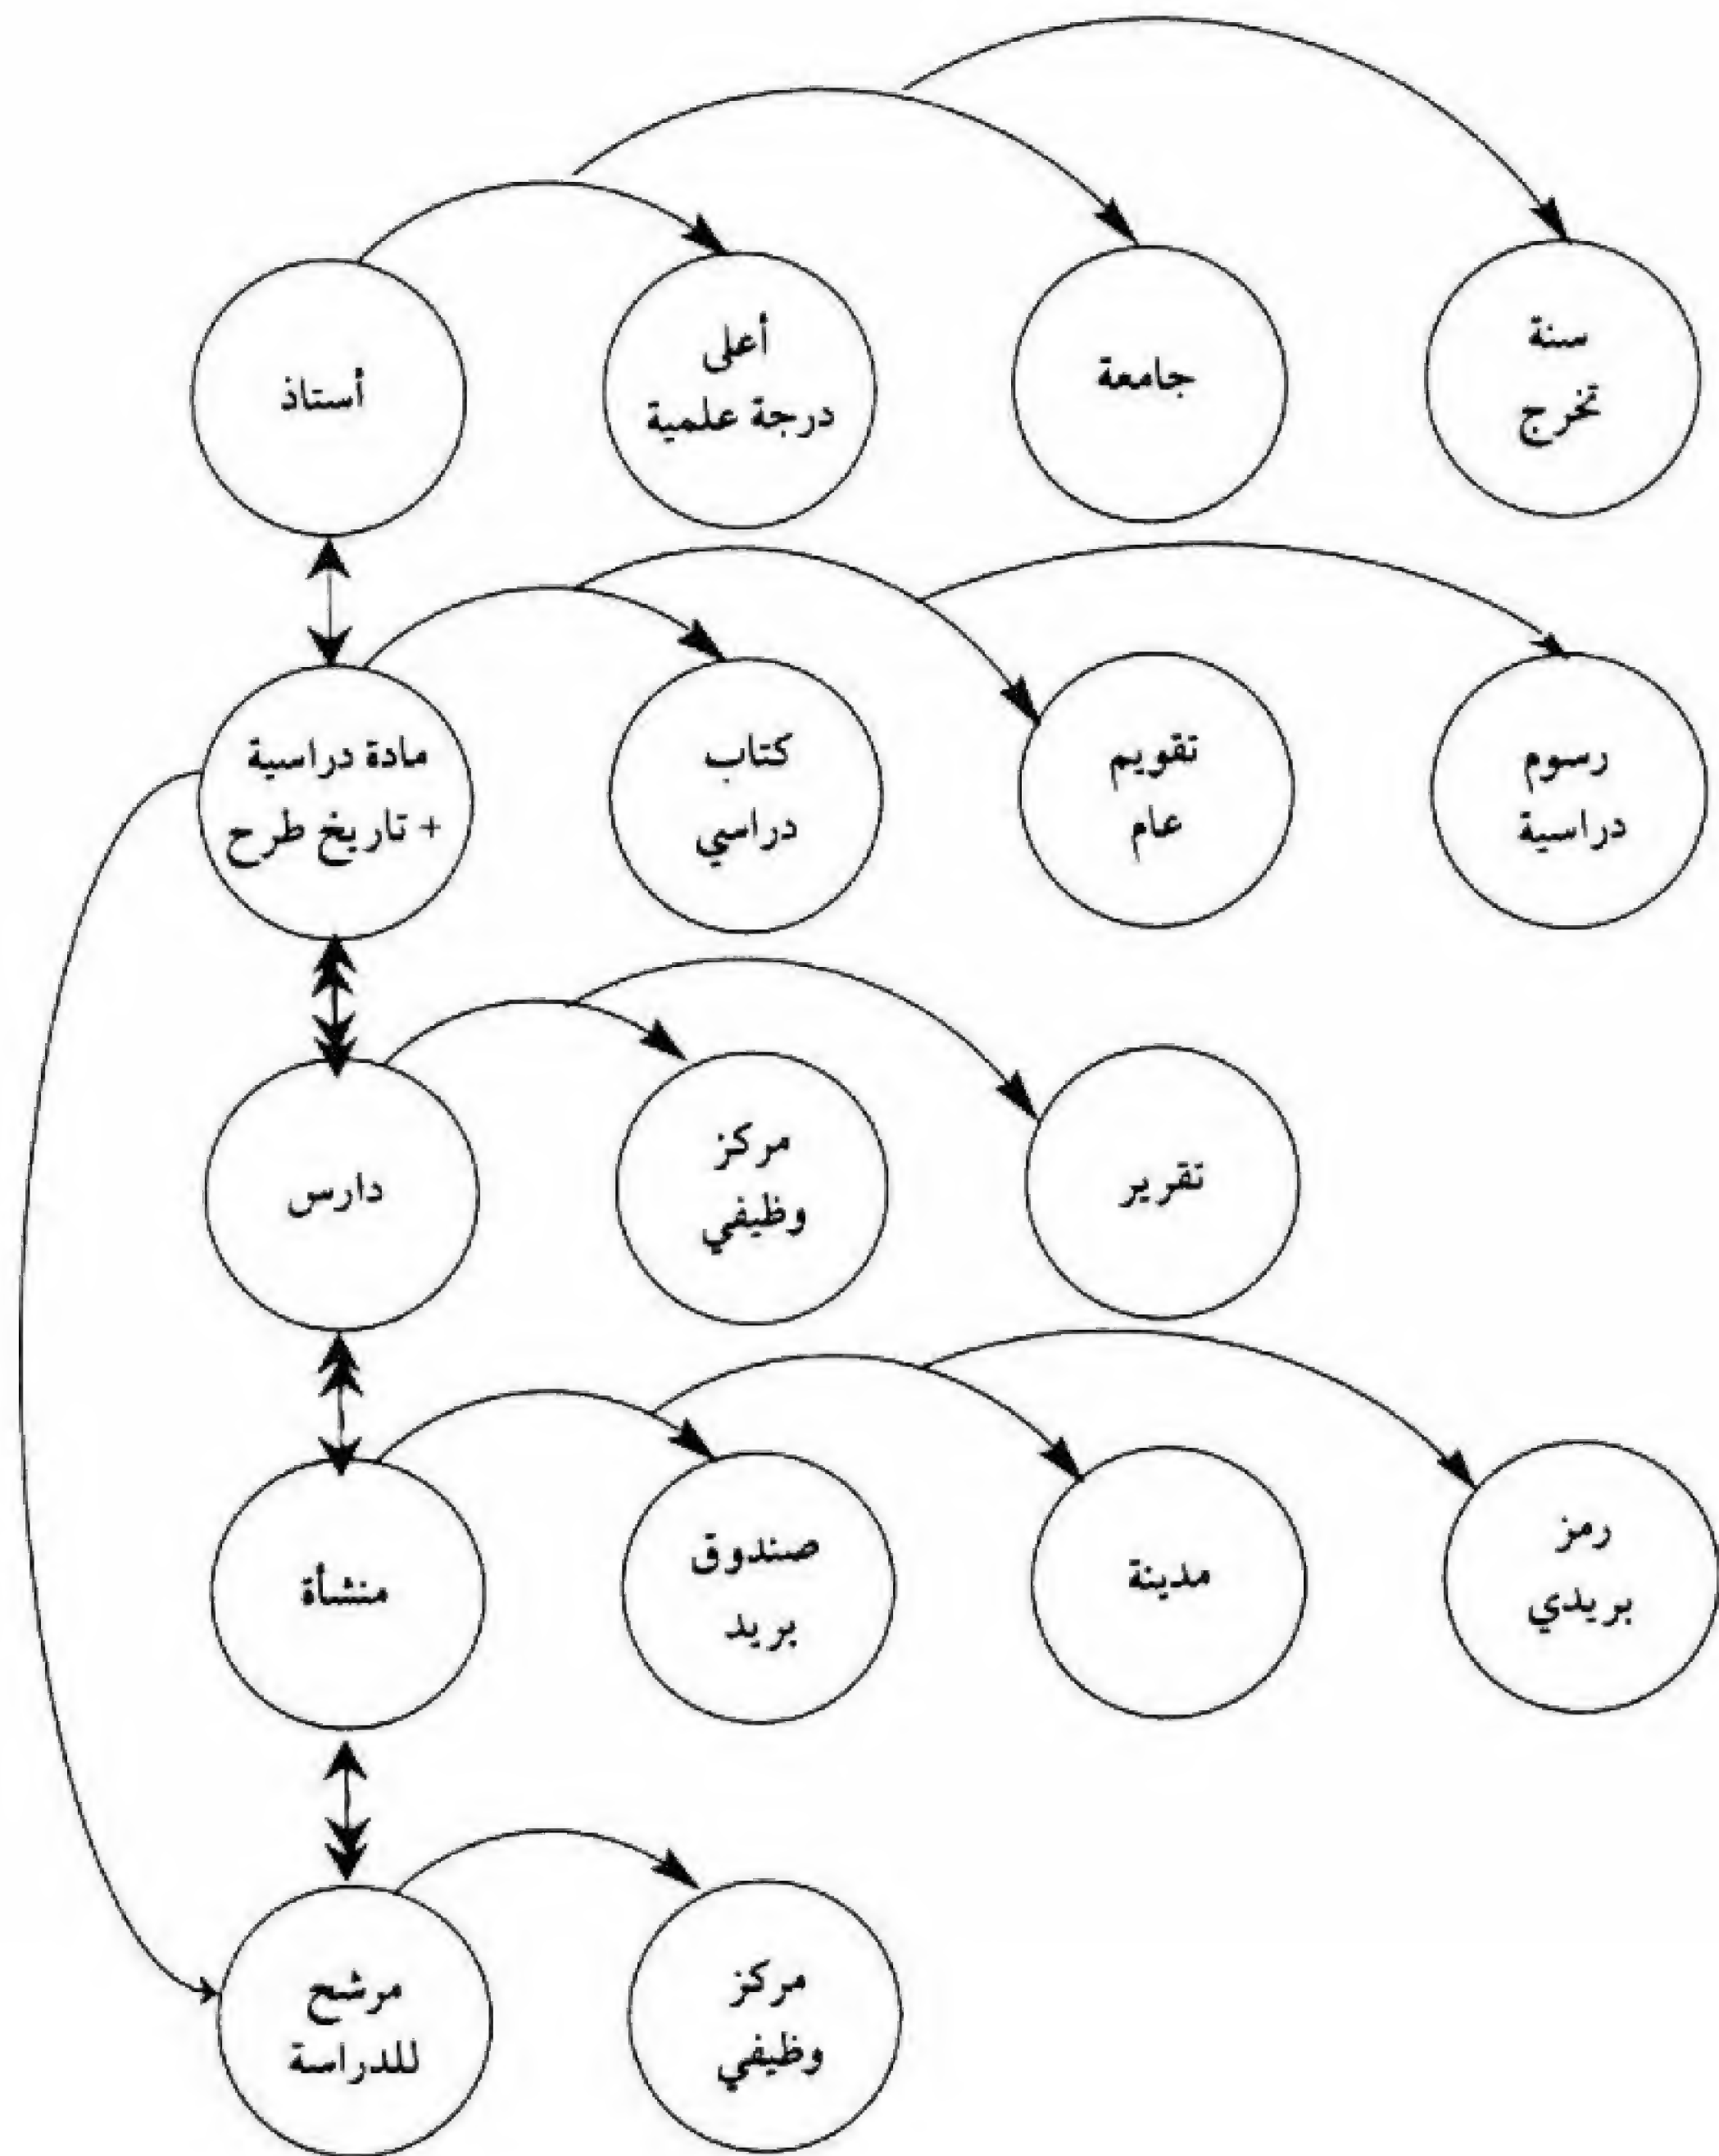 أستاذ
أعلى
درجة علمية
جامعة
سنة
تخرج
مادة دراسية
+ تاريخ طرح
كتاب
دراسي
تقويم
عام
رسوم
دراسية
دارس
مركز
وظيفي
تقرير
منشأة
صندوق
بريد
مدينة
رمز
بريدي
مرشح
للدراسة
مركز
وظيفي